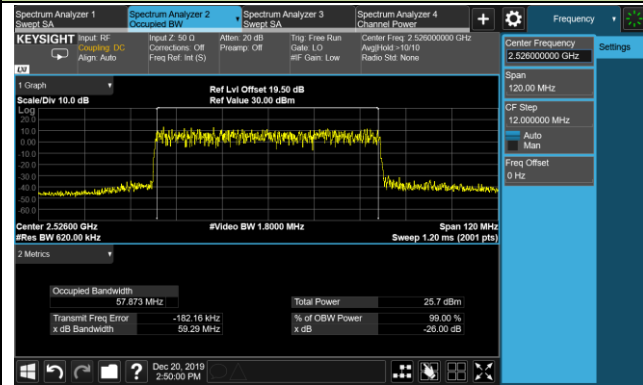 Spectrum Analyzer 1
Swept SA
Spectrum Analyzer 2
Occupied BW
Spectrum Analyzer 3
Swept SA
Spectrum Analyzer 4
Channel Power
Frequency
KEYSIGHT
Input: RF
Coupling: DC
Align: Auto
Input Z: 50 Ω
Corrections: Off
Freq Ref: Int (S)
Atten: 20 dB
Preamp: Off
Trig: Free Run
Gate: LO
#IF Gain: Low
Center Freq: 2.526000000 GHz
Avg|Hold:>10/10
Radio Std: None
LXI
Center Frequency
2.526000000 GHz
Settings
Span
120.00 MHz
CF Step
12.000000 MHz
Auto
Man
Freq Offset
0 Hz
1 Graph
Scale/Div 10.0 dB
Ref Lvl Offset 19.50 dB
Ref Value 30.00 dBm
Log
20.0
10.0
0.00
-10.0
-20.0
-30.0
-40.0
-50.0
-60.0
Center 2.52600 GHz
#Res BW 620.00 kHz
#Video BW 1.8000 MHz
Span 120 MHz
Sweep 1.20 ms (2001 pts)
2 Metrics
Occupied Bandwidth
57.873 MHz
Transmit Freq Error -182.16 kHz
x dB Bandwidth 59.29 MHz
Total Power 25.7 dBm
% of OBW Power 99.00 %
x dB -26.00 dB
?
Dec 20, 2019
2:50:00 PM